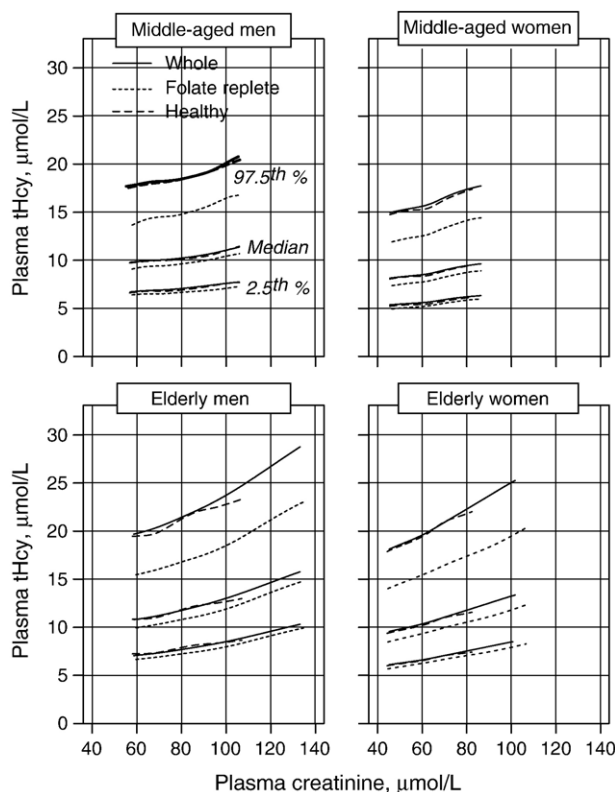 Middle-aged men
Middle-aged women
Whole
Folate replete
Healthy
97.5th %
Median
2.5th %
30
25
20
15
10
5
0
Plasma tHcy, μmol/L
Elderly men
Elderly women
30
25
20
15
10
5
0
Plasma tHcy, μmol/L
40 60 80 100 120 140 40 60 80 100 120 140
Plasma creatinine, μmol/L